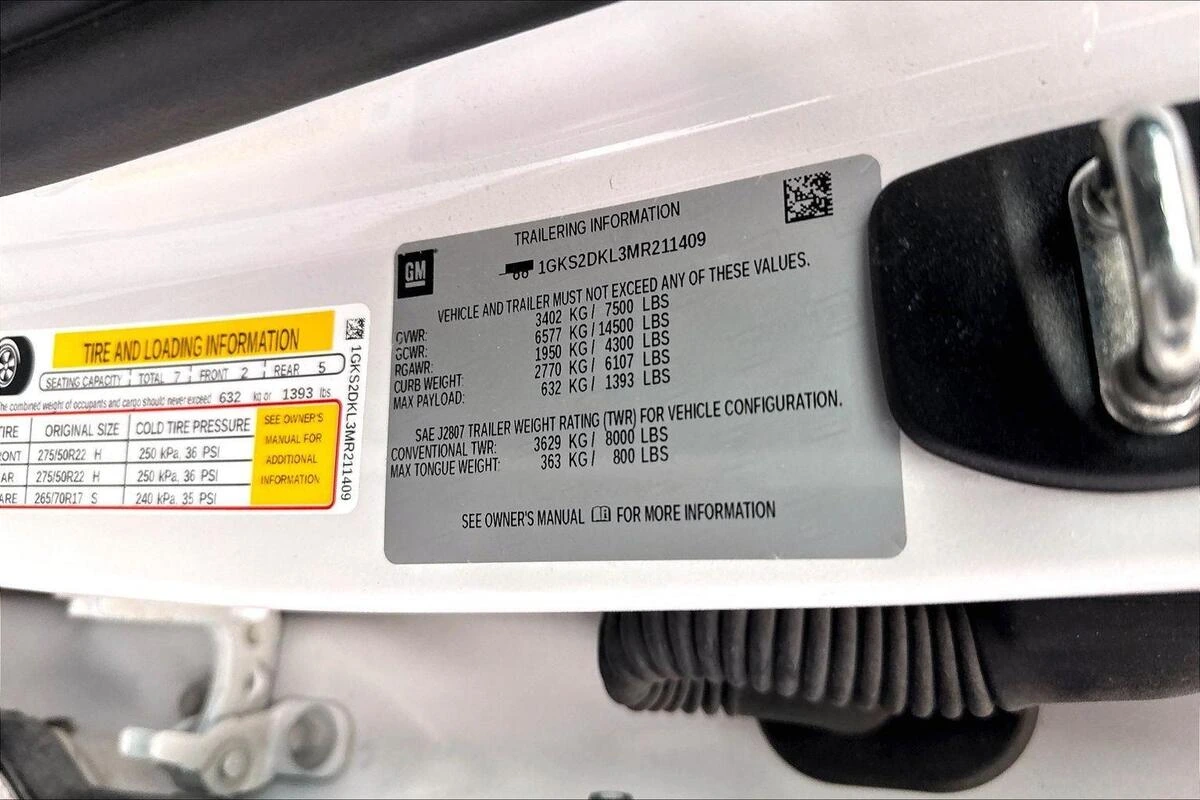 TRAILERING INFORMATION
GM
1GKS2DKL3MR211409
VEHICLE AND TRAILER MUST NOT EXCEED ANY OF THESE VALUES.
GVWR: 3402 KG/ 7500 LBS
GCWR: 6577 KG/14500 LBS
RGAWR: 1950 KG/ 4300 LBS
CURB WEIGHT: 2770 KG/ 6107 LBS
MAX PAYLOAD: 632 KG/ 1393 LBS
SAE J2807 TRAILER WEIGHT RATING (TWR) FOR VEHICLE CONFIGURATION.
CONVENTIONAL TWR: 3629 KG/ 8000 LBS
MAX TONGUE WEIGHT: 363 KG/ 800 LBS
SEE OWNER'S MANUAL FOR MORE INFORMATION
TIRE AND LOADING INFORMATION
SEATING CAPACITY TOTAL 7 FRONT 2 REAR 5
The combined weight of occupants and cargo should never exceed 632 kg or 1393 lbs
TIRE ORIGINAL SIZE COLD TIRE PRESSURE
FRONT 275/50R22 H 250 kPa, 36 PSI
REAR 275/50R22 H 250 kPa, 36 PSI
SPARE 265/70R17 S 240 kPa, 35 PSI
SEE OWNER'S
MANUAL FOR
ADDITIONAL
INFORMATION
1GKS2DKL3MR211409